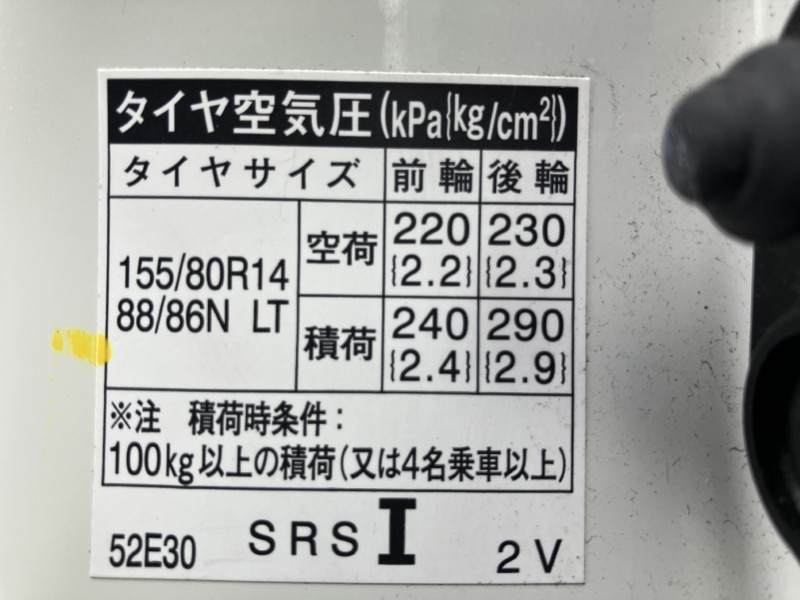 タイヤ空気圧(kPa{kg/cm²})
タイヤサイズ 前輪 後輪
155/80R14 88/86N LT
空荷 220 {2.2} 230 {2.3}
積荷 240 {2.4} 290 {2.9}
※注 積荷時条件：
100kg以上の積荷(又は4名乗車以上)
52E30 SRS I 2V